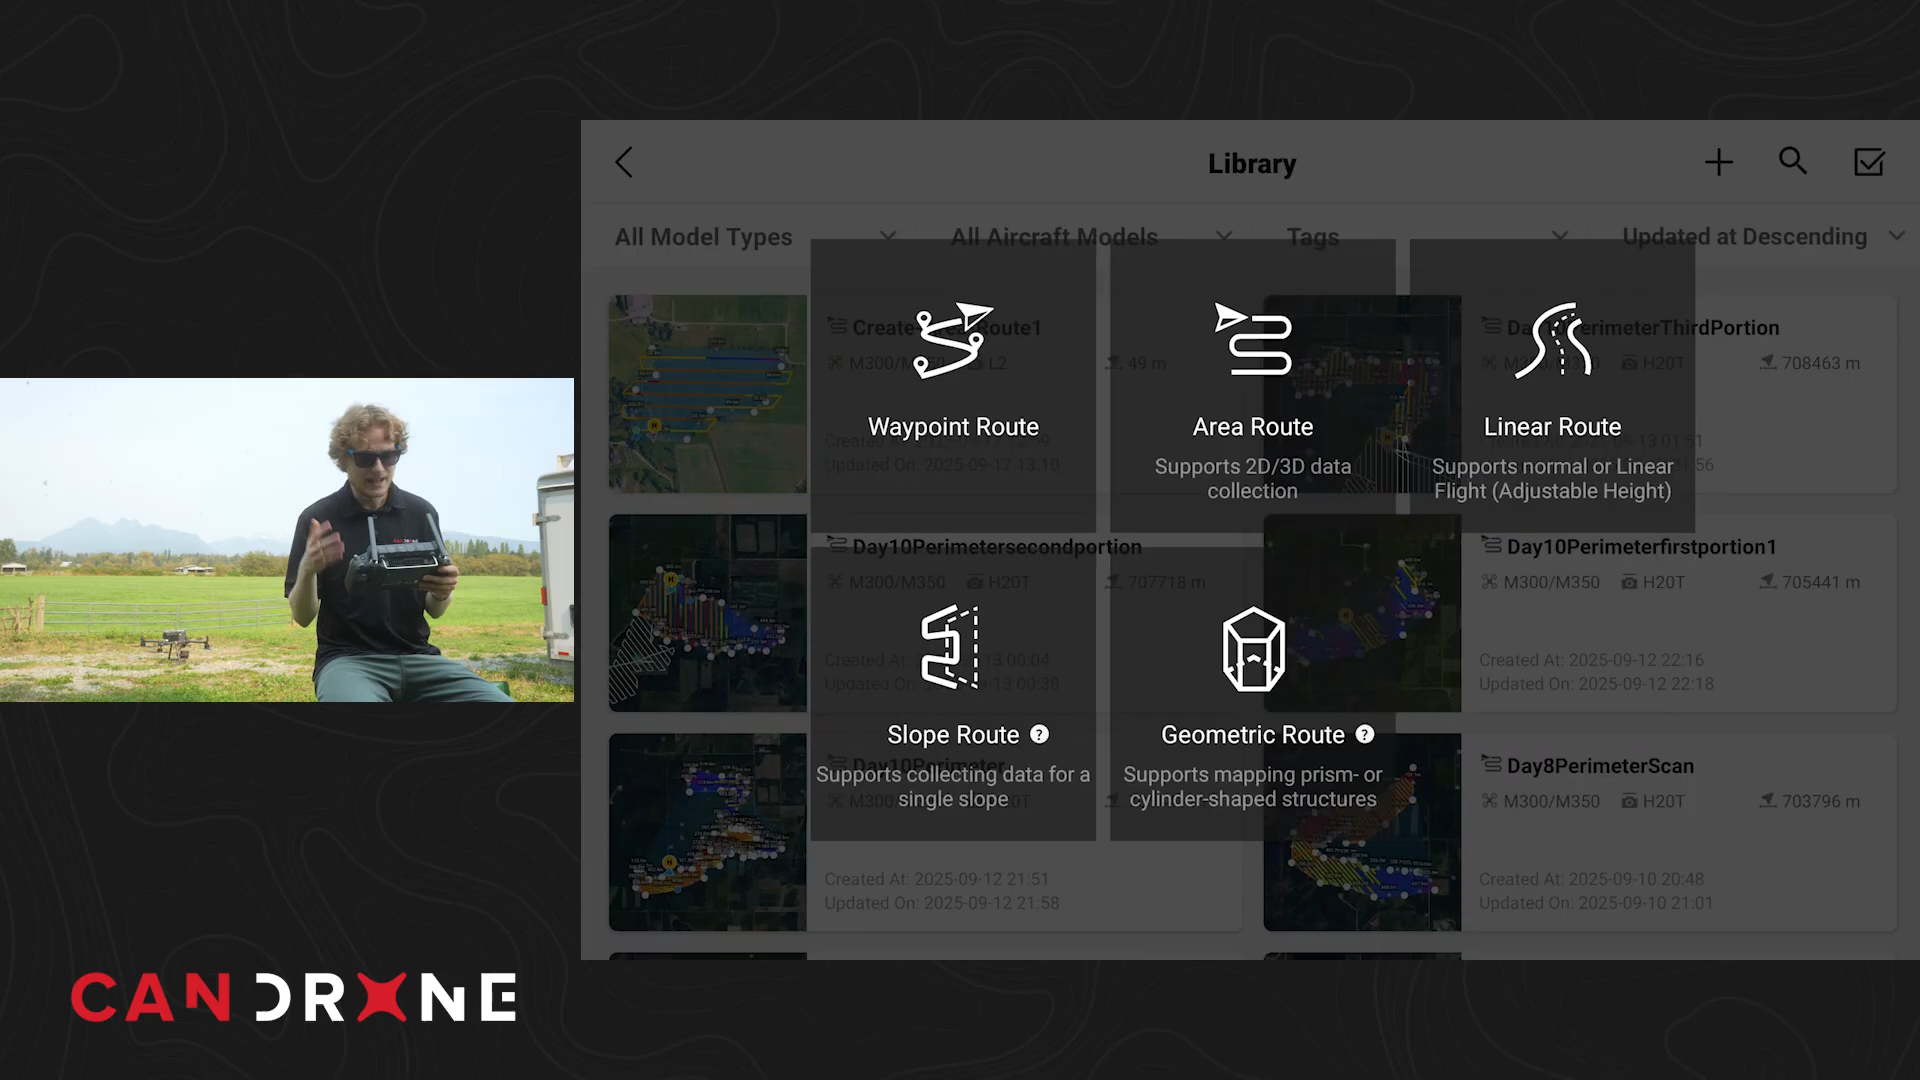 Library
All Model Types
All Aircraft Models
Tags
Updated at Descending
Waypoint Route
Area Route
Supports 2D/3D data
collection
Linear Route
Supports normal or Linear
Flight (Adjustable Height)
Slope Route ?
Supports collecting data for a
single slope
Geometric Route ?
Supports mapping prism- or
cylinder-shaped structures
L2
49 m
Updated On: 2025-09-17 13:10
H20T
708463 m
Day10Perimetersecondportion
M300/M350
H20T
707718 m
Day10Perimeterfirstportion1
M300/M350
H20T
705441 m
Created At: 2025-09-12 22:16
Updated On: 2025-09-12 22:18
Day10Perimeter
Created At: 2025-09-12 21:51
Updated On: 2025-09-12 21:58
Day8PerimeterScan
M300/M350
H20T
703796 m
Created At: 2025-09-10 20:48
Updated On: 2025-09-10 21:01
CANDRONE